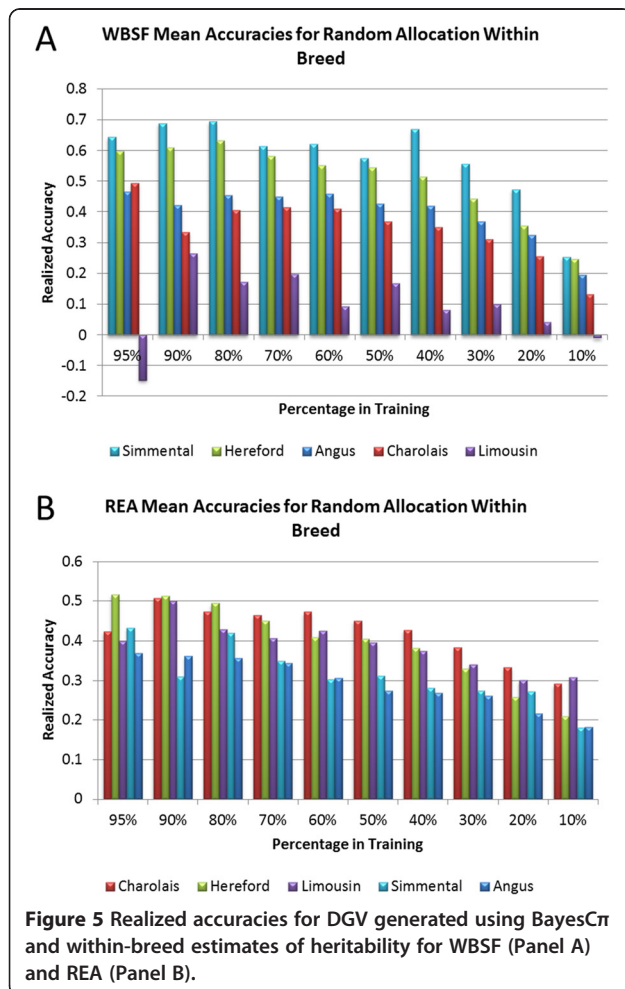 A
WBSF Mean Accuracies for Random Allocation Within
Breed
0.8
0.7
0.6
0.5
0.4
0.3
0.2
0.1
0
-0.1
-0.2
Realized Accuracy
95% 90% 80% 70% 60% 50% 40% 30% 20% 10%
Percentage in Training
Simmental Hereford Angus Charolais Limousin
B
REA Mean Accuracies for Random Allocation Within
Breed
0.6
0.5
0.4
0.3
0.2
0.1
0
Realized Accuracy
95% 90% 80% 70% 60% 50% 40% 30% 20% 10%
Percentage in Training
Charolais Hereford Limousin Simmental Angus
Figure 5 Realized accuracies for DGV generated using BayesCπ
and within-breed estimates of heritability for WBSF (Panel A)
and REA (Panel B).